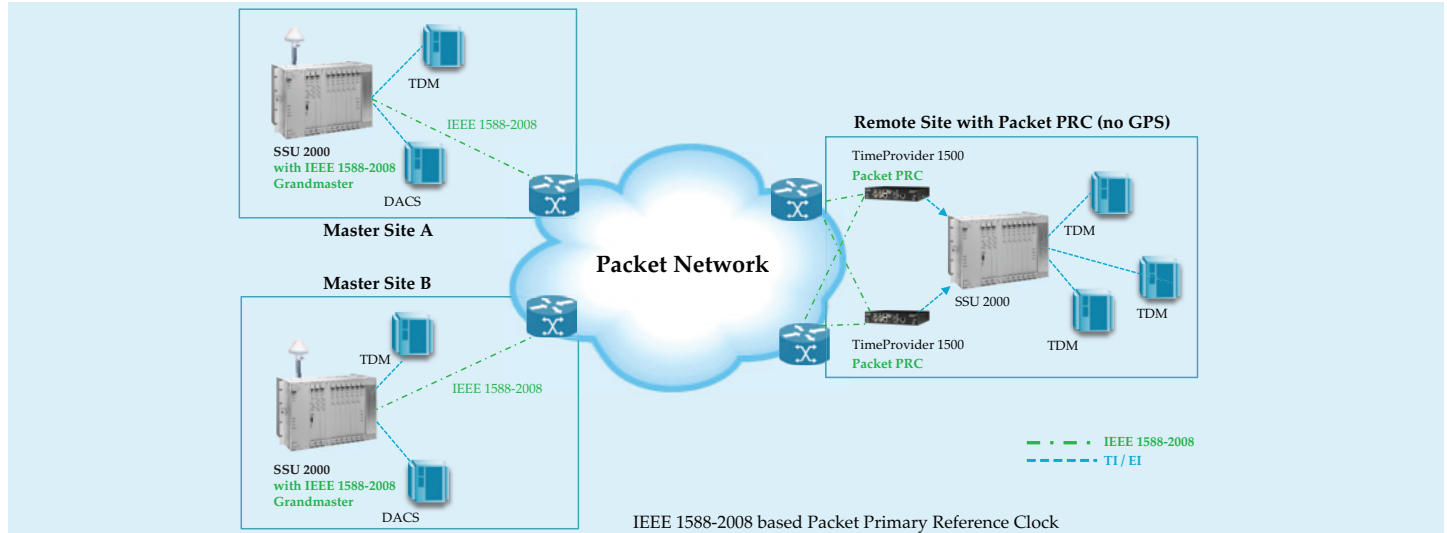 TDM
IEEE 1588-2008
SSU 2000
with IEEE 1588-2008
Grandmaster
DACS
Master Site A
Master Site B
TDM
IEEE 1588-2008
SSU 2000
with IEEE 1588-2008
Grandmaster
DACS
Packet Network
Remote Site with Packet PRC (no GPS)
TimeProvider 1500
Packet PRC
TDM
SSU 2000
TDM
TDM
TimeProvider 1500
Packet PRC
IEEE 1588-2008
TI / EI
IEEE 1588-2008 based Packet Primary Reference Clock